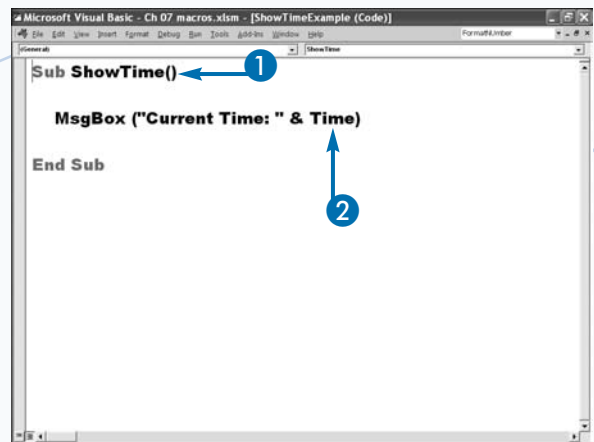 Microsoft Visual Basic - Ch 07 macros.xlsm - [ShowTimeExample (Code)]
File Edit View Insert Format Debug Run Tools Add-Ins Window Help
FormatNumber
(General)
ShowTime
Sub ShowTime()
1
MsgBox ("Current Time: " & Time)
End Sub
2